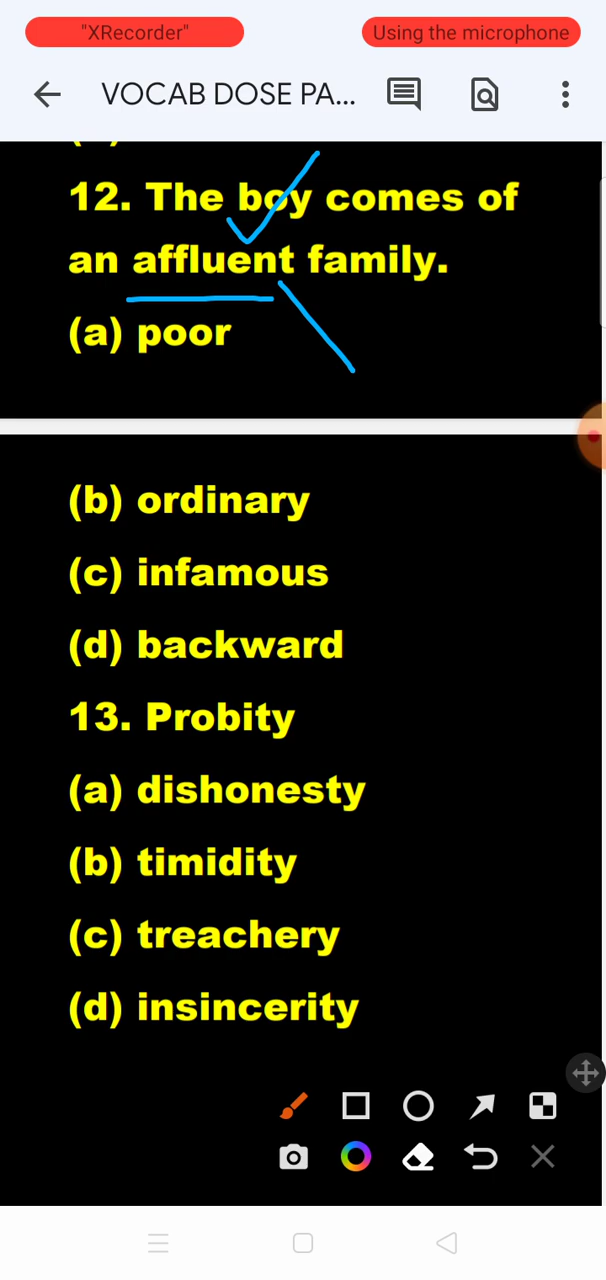 "XRecorder"
Using the microphone
VOCAB DOSE PA...
12. The boy comes of
an affluent family.
(a) poor
(b) ordinary
(c) infamous
(d) backward
13. Probity
(a) dishonesty
(b) timidity
(c) treachery
(d) insincerity